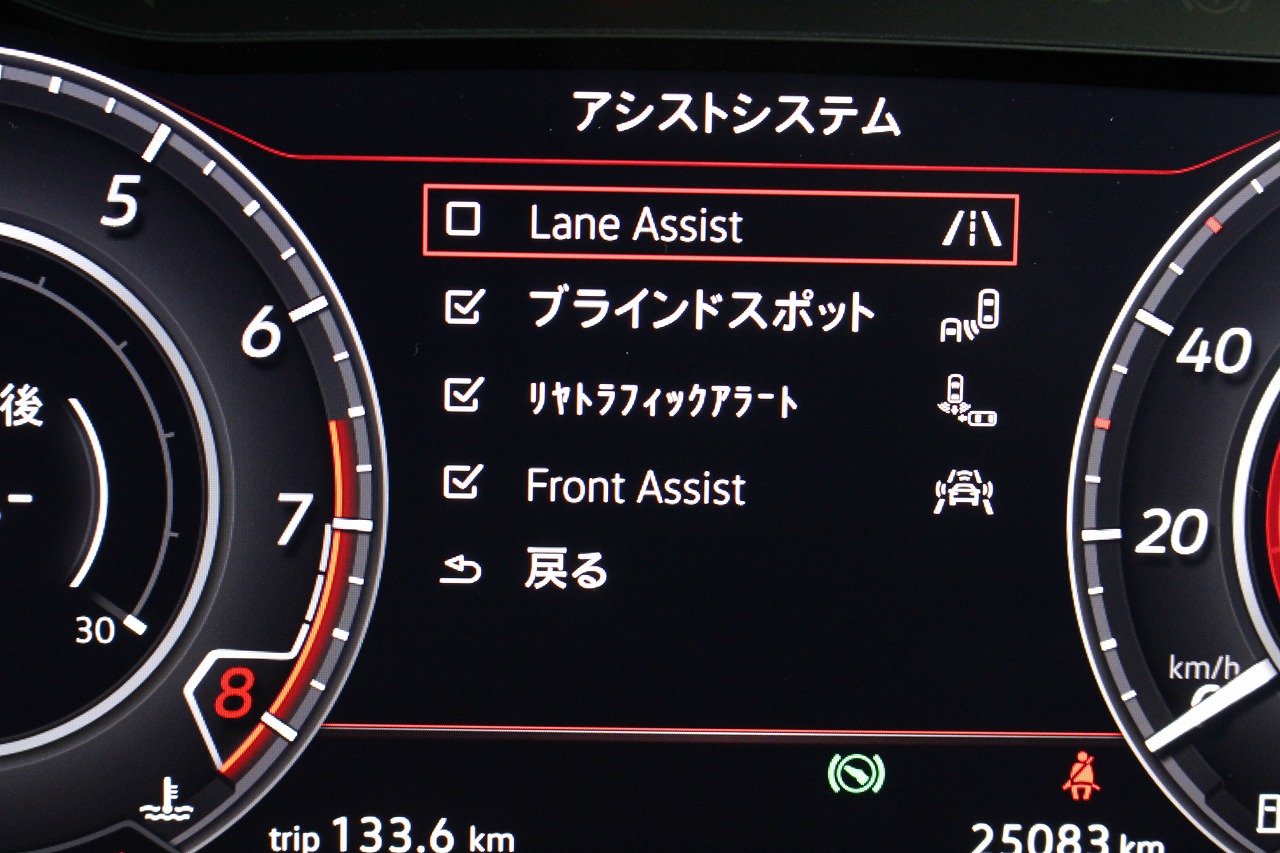 アシストシステム
Lane Assist
ブラインドスポット
ﾘﾔﾄﾗﾌｨｯｸｱﾗｰﾄ
Front Assist
戻る
5
6
7
8
後
30
40
20
km/h
trip 133.6 km
25083 km